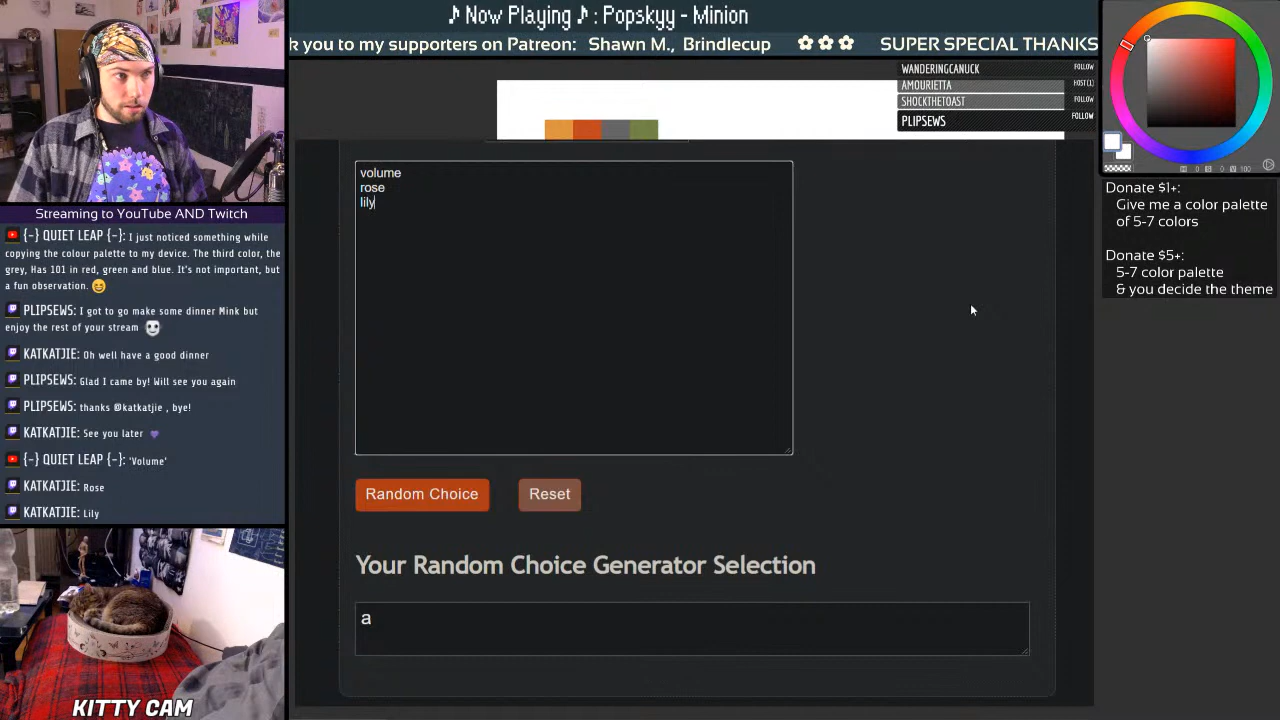 ♪ Now Playing ♪ : Popskyy - Minion
k you to my supporters on Patreon: Shawn M., Brindlecup ✿ ✿ ✿ SUPER SPECIAL THANKS
WANDERINGCANUCK FOLLOW
AMOURIETTA HOST(1)
SHOCKTHETOAST FOLLOW
PLIPSEWS FOLLOW
Streaming to YouTube AND Twitch
{-} QUIET LEAP {-}: I just noticed something while
copying the colour palette to my device. The third color, the
grey, Has 101 in red, green and blue. It's not important, but
a fun observation. 😊
PLIPSEWS: I got to go make some dinner Mink but
enjoy the rest of your stream
KATKATJIE: Oh well have a good dinner
PLIPSEWS: Glad I came by! Will see you again
PLIPSEWS: thanks @katkatjie , bye!
KATKATJIE: See you later 💜
{-} QUIET LEAP {-}: 'Volume'
KATKATJIE: Rose
KATKATJIE: Lily
KITTY CAM
volume
rose
lily
Random Choice
Reset
Your Random Choice Generator Selection
a
H 0 S 0 V 100
Donate $1+:
Give me a color palette
of 5-7 colors
Donate $5+:
5-7 color palette
& you decide the theme